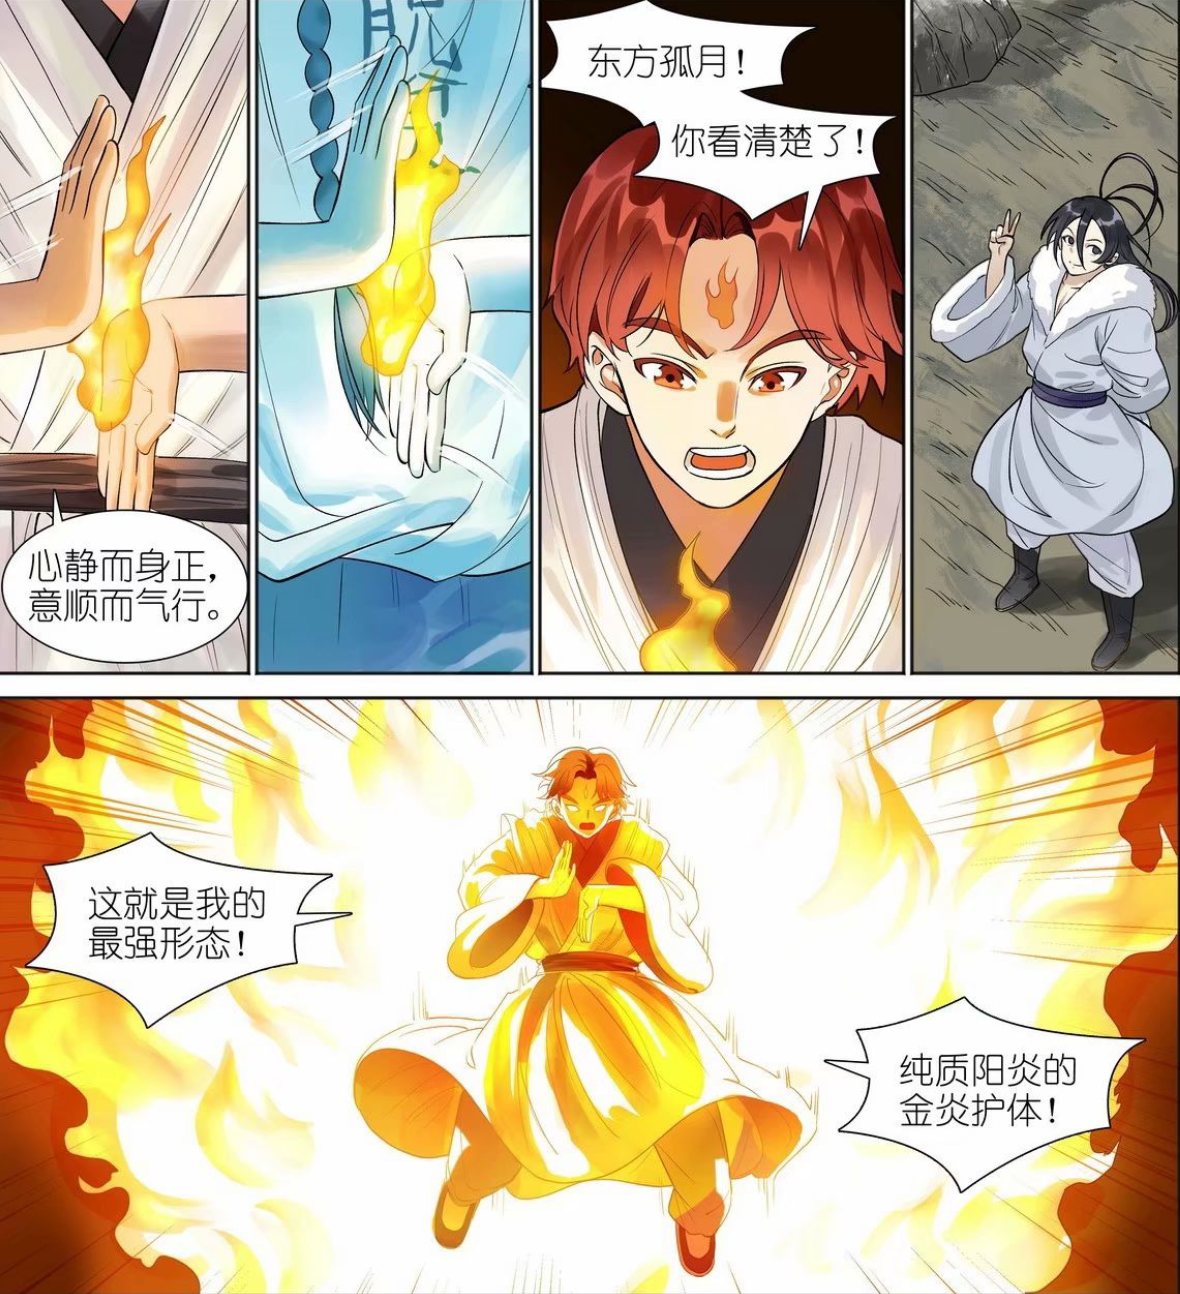 心静而身正，
意顺而气行。
东方孤月！
你看清楚了！
这就是我的
最强形态！
纯质阳炎的
金炎护体！